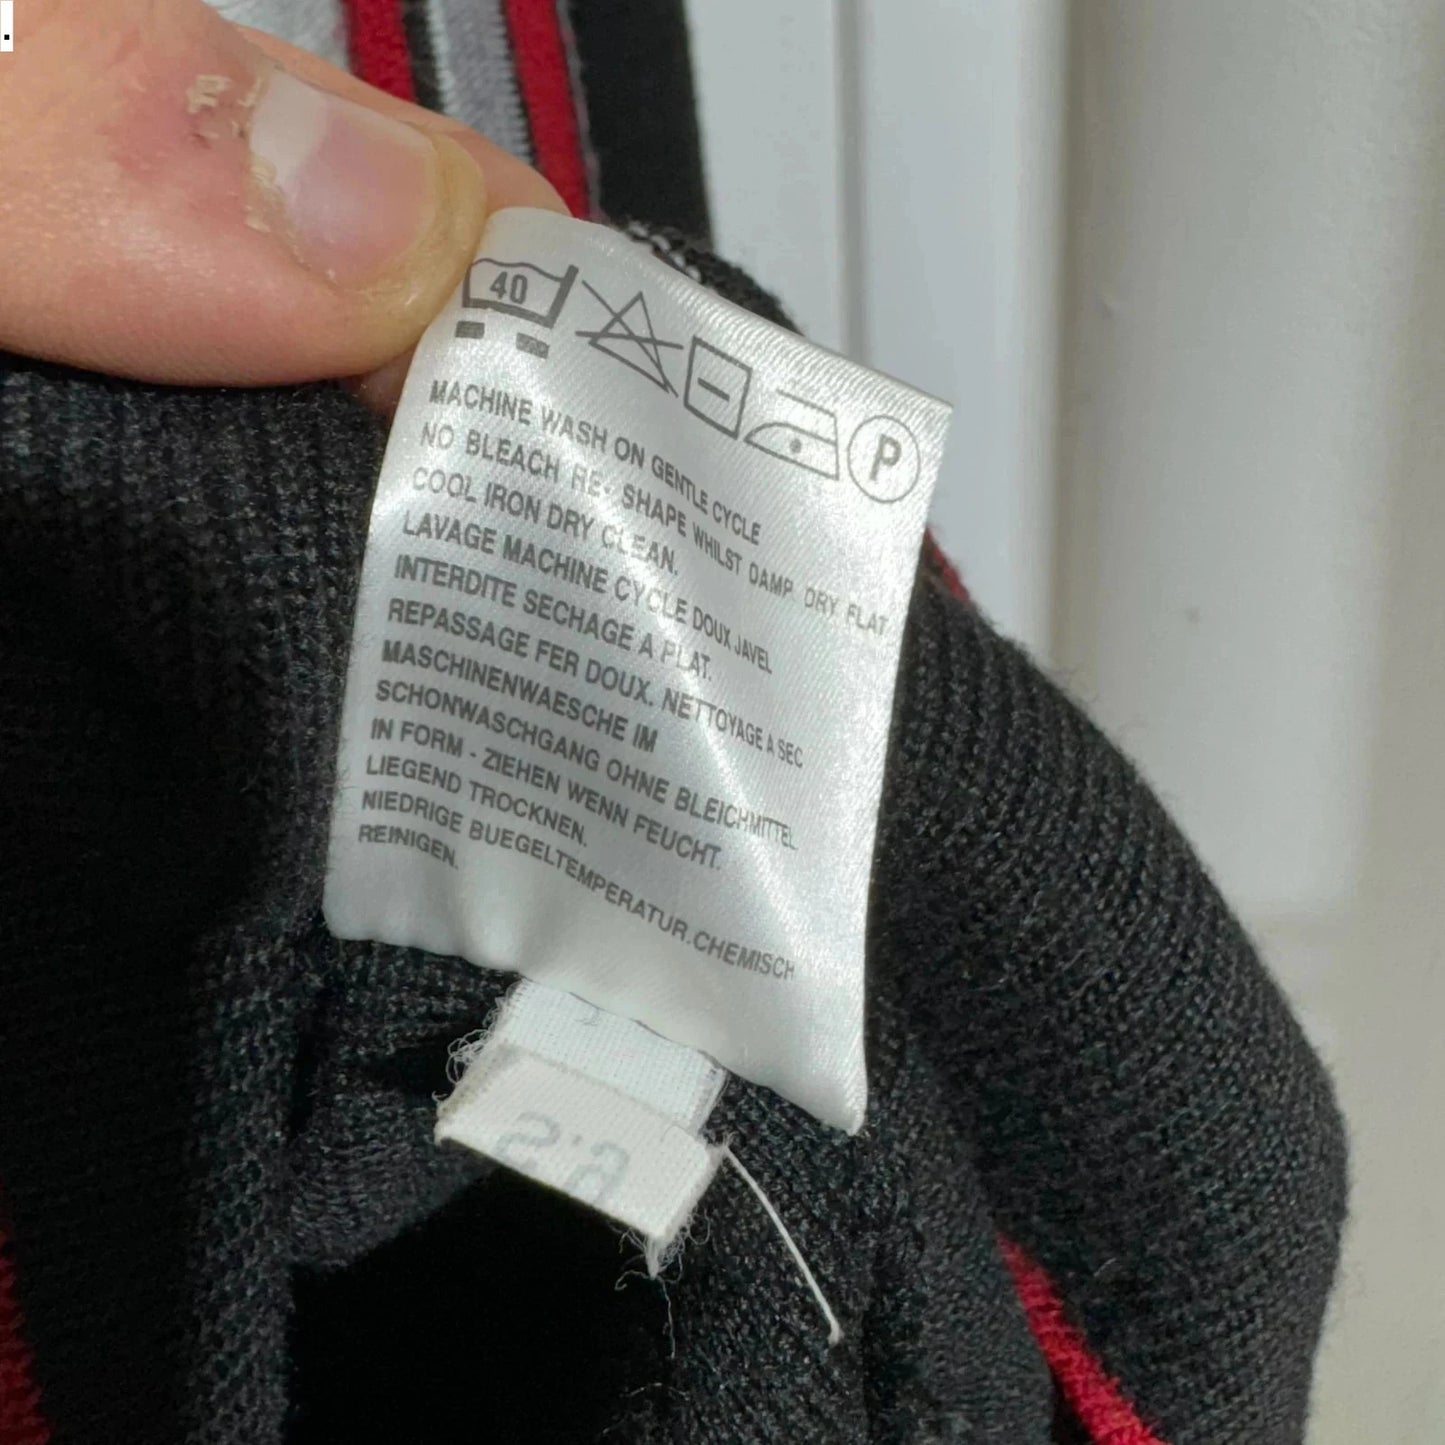 .
40
P
MACHINE WASH ON GENTLE CYCLE
NO BLEACH RE- SHAPE WHILST DAMP DRY FLAT
COOL IRON DRY CLEAN.
LAVAGE MACHINE CYCLE DOUX JAVEL
INTERDITE SECHAGE A PLAT.
REPASSAGE FER DOUX. NETTOYAGE A SEC
MASCHINENWAESCHE IM
SCHONWASCHGANG OHNE BLEICHMITTEL
IN FORM - ZIEHEN WENN FEUCHT.
LIEGEND TROCKNEN.
NIEDRIGE BUEGELTEMPERATUR.CHEMISCH
REINIGEN.